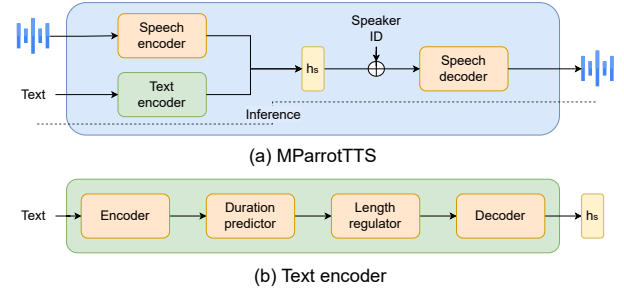 Speech
encoder
Speaker
ID
Text
Text
encoder
hs
Speech
decoder
Inference
(a) MParrotTTS
Text
Encoder
Duration
predictor
Length
regulator
Decoder
hs
(b) Text encoder